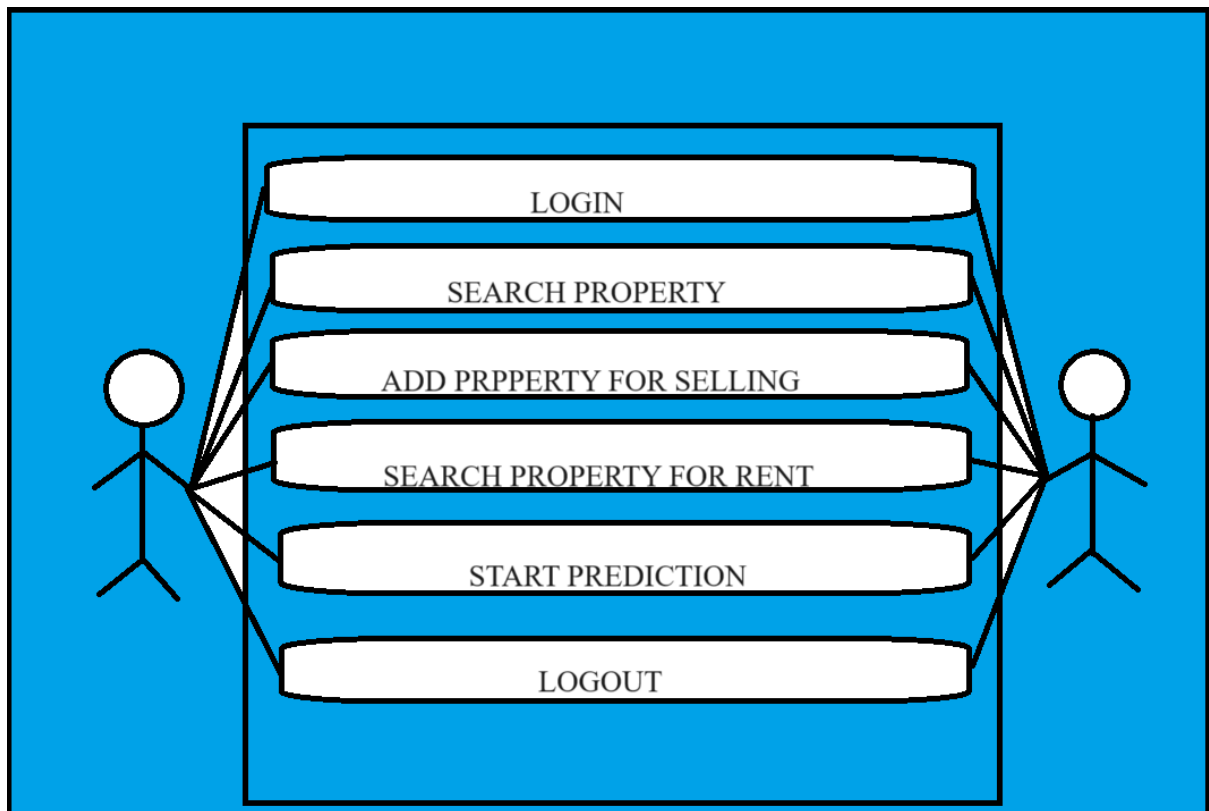 LOGIN
SEARCH PROPERTY
ADD PRPPERTY FOR SELLING
SEARCH PROPERTY FOR RENT
START PREDICTION
LOGOUT